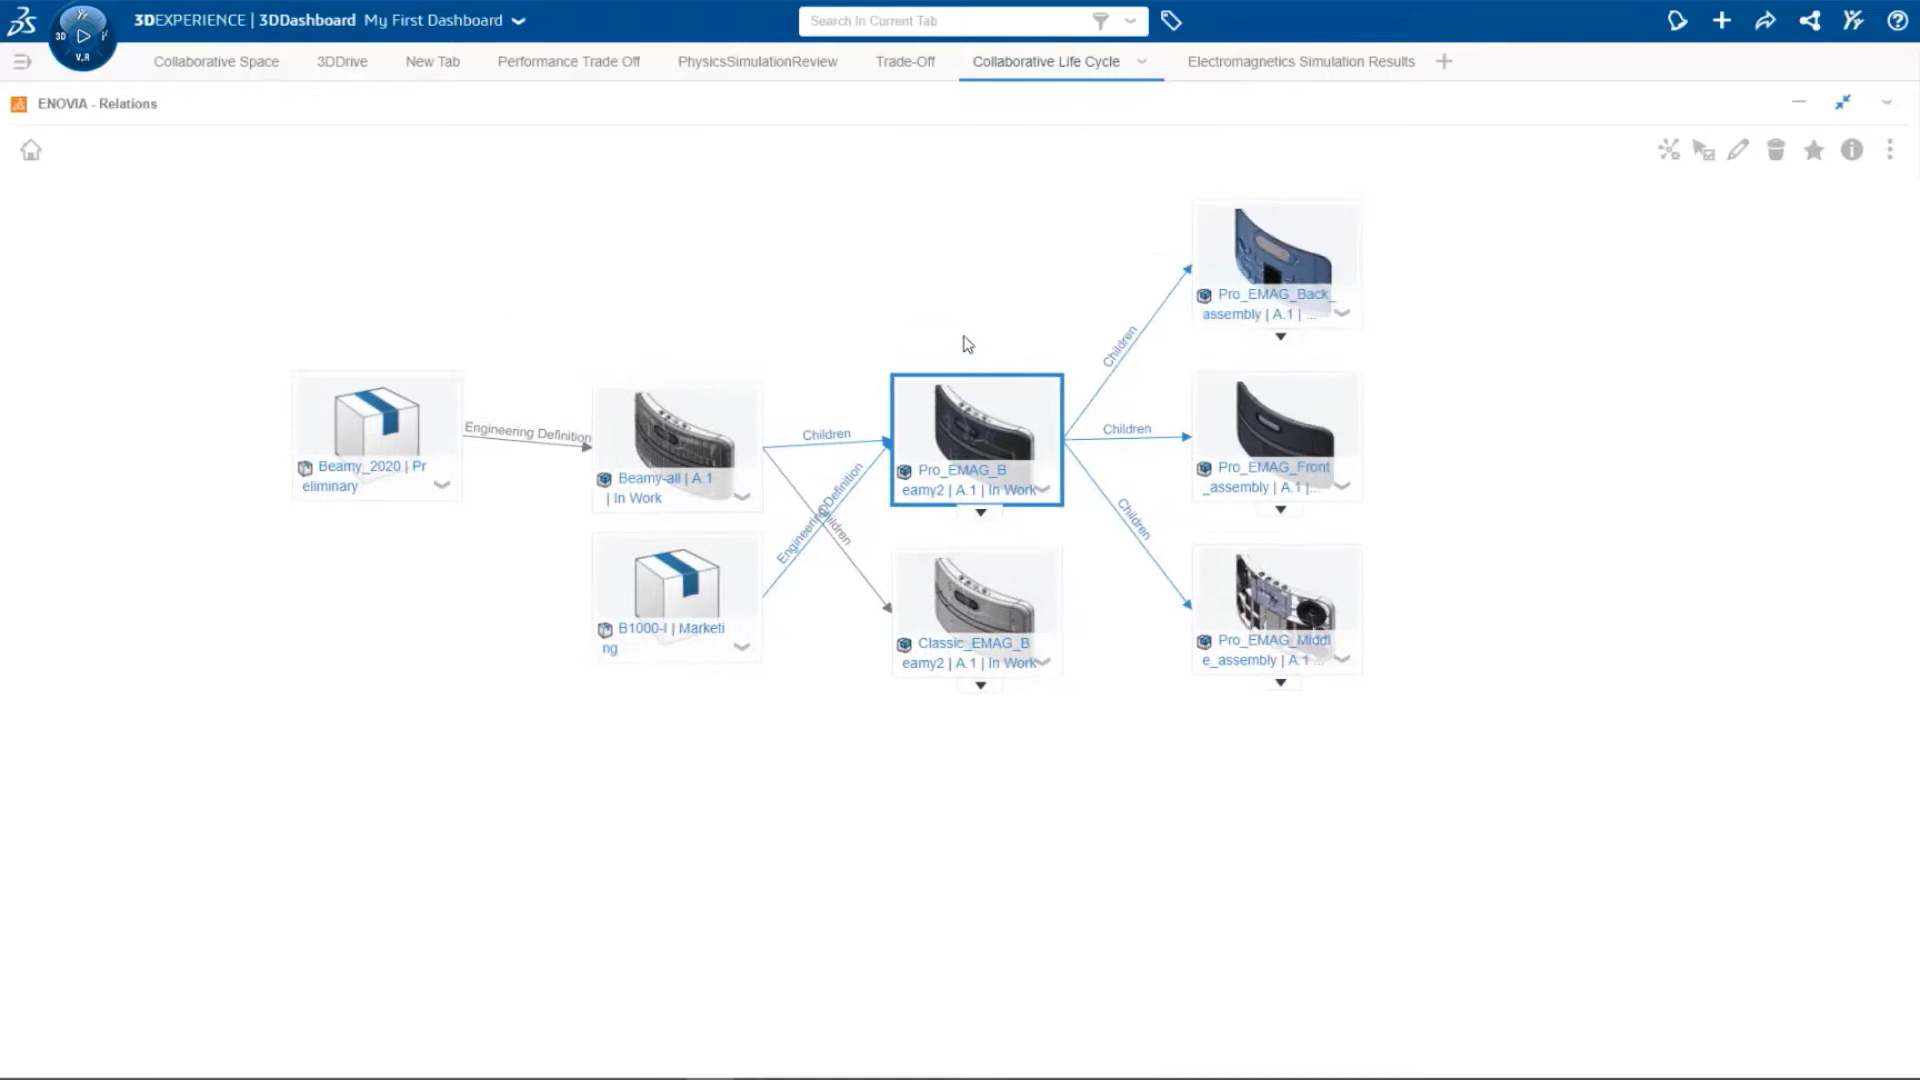 3DEXPERIENCE | 3DDashboard My First Dashboard
Search In Current Tab
3D
V.R
Collaborative Space
3DDrive
New Tab
Performance Trade Off
PhysicsSimulationReview
Trade-Off
Collaborative Life Cycle
Electromagnetics Simulation Results
ENOVIA - Relations
Beamy_2020 | Pr
eliminary
Engineering Definition
Beamy-all | A.1
| In Work
B1000-I | Marketi
ng
Children
Engineering Definition
Children
Pro_EMAG_B
eamy2 | A.1 | In Work
Classic_EMAG_B
eamy2 | A.1 | In Work
Children
Children
Children
Pro_EMAG_Back_
assembly | A.1 | ...
Pro_EMAG_Front
_assembly | A.1 |...
Pro_EMAG_Middl
e_assembly | A.1 ...